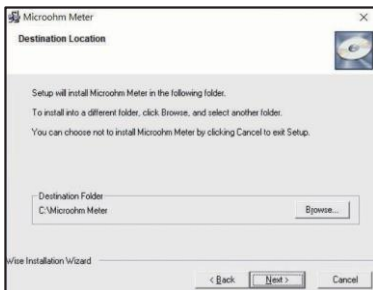 Microohm Meter
Destination Location
Setup will install Microohm Meter in the following folder.
To install into a different folder, click Browse, and select another folder.
You can choose not to install Microohm Meter by clicking Cancel to exit Setup.
Destination Folder
C:\Microohm Meter
Browse...
Wise Installation Wizard
< Back
Next >
Cancel